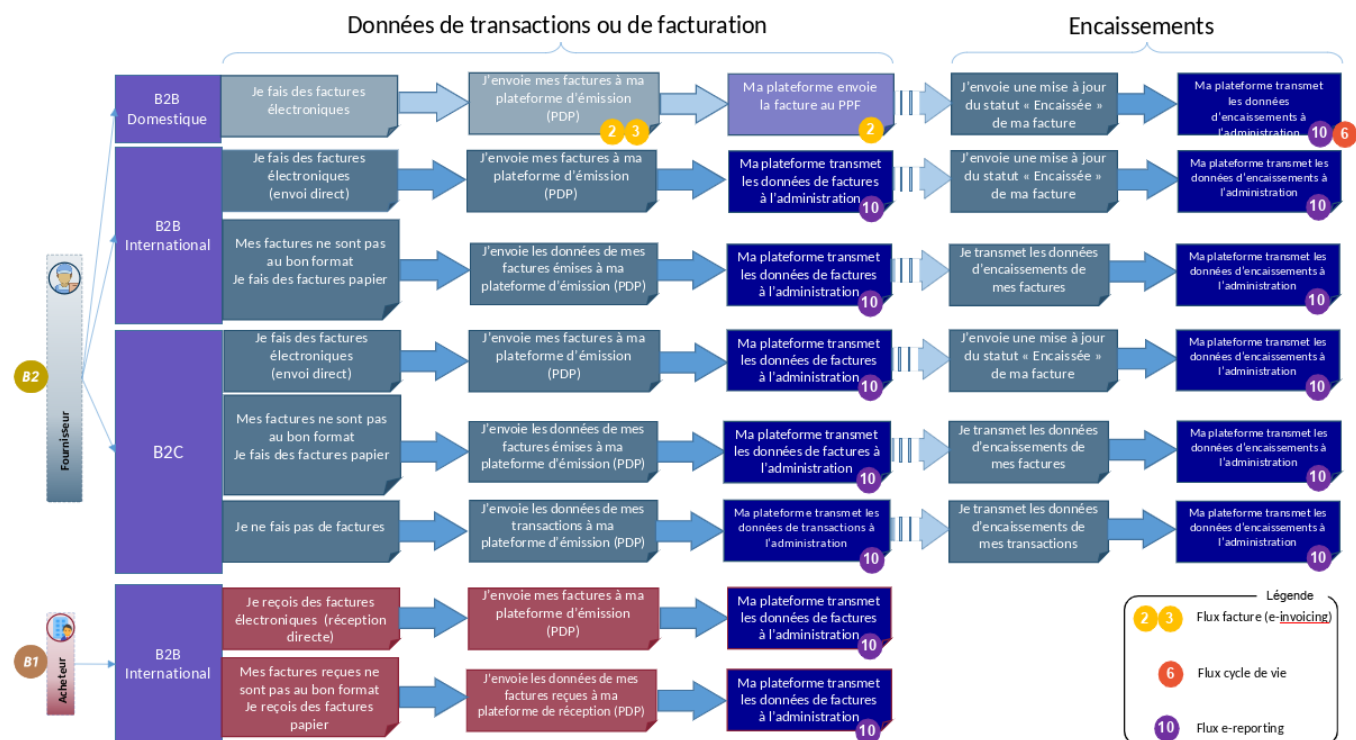 Données de transactions ou de facturation
Encaissements
B2B
Domestique
Je fais des factures
électroniques
J'envoie mes factures à ma
plateforme d'émission
(PDP)
2 3
Ma plateforme envoie
la facture au PPF
2
J'envoie une mise à jour
du statut « Encaissée »
de ma facture
Ma plateforme transmet
les données
d'encaissements à
l'administration
10 6
B2B
International
Je fais des factures
électroniques
(envoi direct)
J'envoie mes factures à ma
plateforme d'émission
(PDP)
Ma plateforme transmet
les données de factures
à l'administration
10
J'envoie une mise à jour
du statut « Encaissée »
de ma facture
Ma plateforme transmet les
données d'encaissements à
l'administration
10
Mes factures ne sont pas
au bon format
Je fais des factures papier
J'envoie les données de mes
factures émises à ma
plateforme d'émission (PDP)
Ma plateforme transmet
les données de factures
à l'administration
10
Je transmet les données
d'encaissements de
mes factures
Ma plateforme transmet les
données d'encaissements à
l'administration
10
B2
Fournisseur
B2C
Je fais des factures
électroniques
(envoi direct)
J'envoie mes factures à ma
plateforme d'émission
(PDP)
Ma plateforme transmet
les données de factures
à l'administration
10
J'envoie une mise à jour
du statut « Encaissée »
de ma facture
Ma plateforme transmet les
données d'encaissements à
l'administration
10
Mes factures ne sont pas
au bon format
Je fais des factures papier
J'envoie les données de mes
factures émises à ma
plateforme d'émission (PDP)
Ma plateforme transmet
les données de factures à
l'administration
10
Je transmet les données
d'encaissements de
mes factures
Ma plateforme transmet les
données d'encaissements à
l'administration
10
Je ne fais pas de factures
J'envoie les données de mes
transactions à ma
plateforme d'émission (PDP)
Ma plateforme transmet les
données de transactions à
l'administration
10
Je transmet les données
d'encaissements de
mes transactions
Ma plateforme transmet les
données d'encaissements à
l'administration
10
B1
Acheteur
B2B
International
Je reçois des factures
électroniques (réception
directe)
J'envoie mes factures à ma
plateforme d'émission
(PDP)
Ma plateforme transmet
les données de factures
à l'administration
10
Mes factures reçues ne
sont pas au bon format
Je reçois des factures
papier
J'envoie les données de mes
factures reçues à ma
plateforme de réception (PDP)
Ma plateforme transmet
les données de factures
à l'administration
10
Légende
2 3 Flux facture (e-invoicing)
6 Flux cycle de vie
10 Flux e-reporting